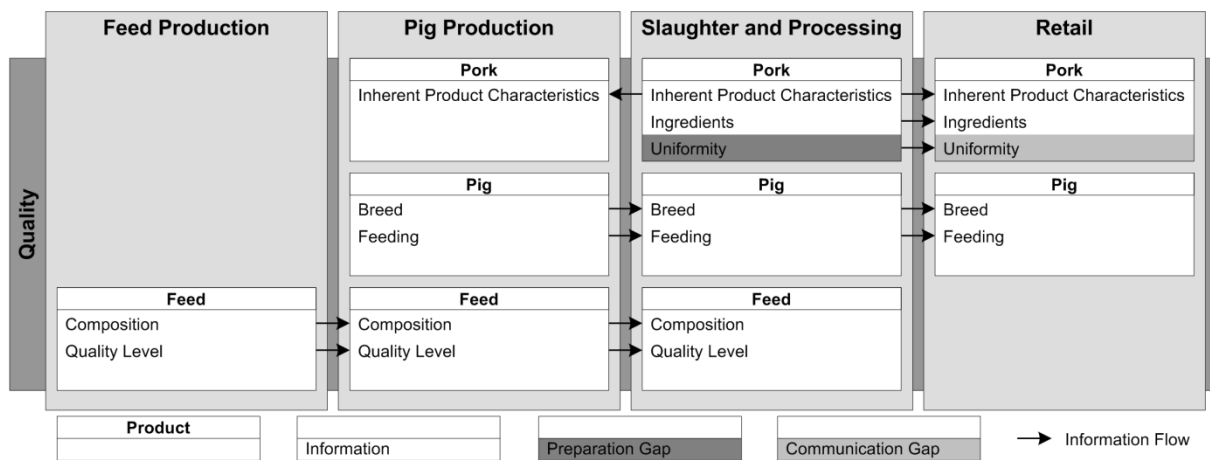 Feed Production
Pig Production
Slaughter and Processing
Retail
Quality
Pork
Inherent Product Characteristics
Pork
Inherent Product Characteristics
Ingredients
Uniformity
Pork
Inherent Product Characteristics
Ingredients
Uniformity
Pig
Breed
Feeding
Pig
Breed
Feeding
Pig
Breed
Feeding
Feed
Composition
Quality Level
Feed
Composition
Quality Level
Feed
Composition
Quality Level
Product
Information
Preparation Gap
Communication Gap
Information Flow